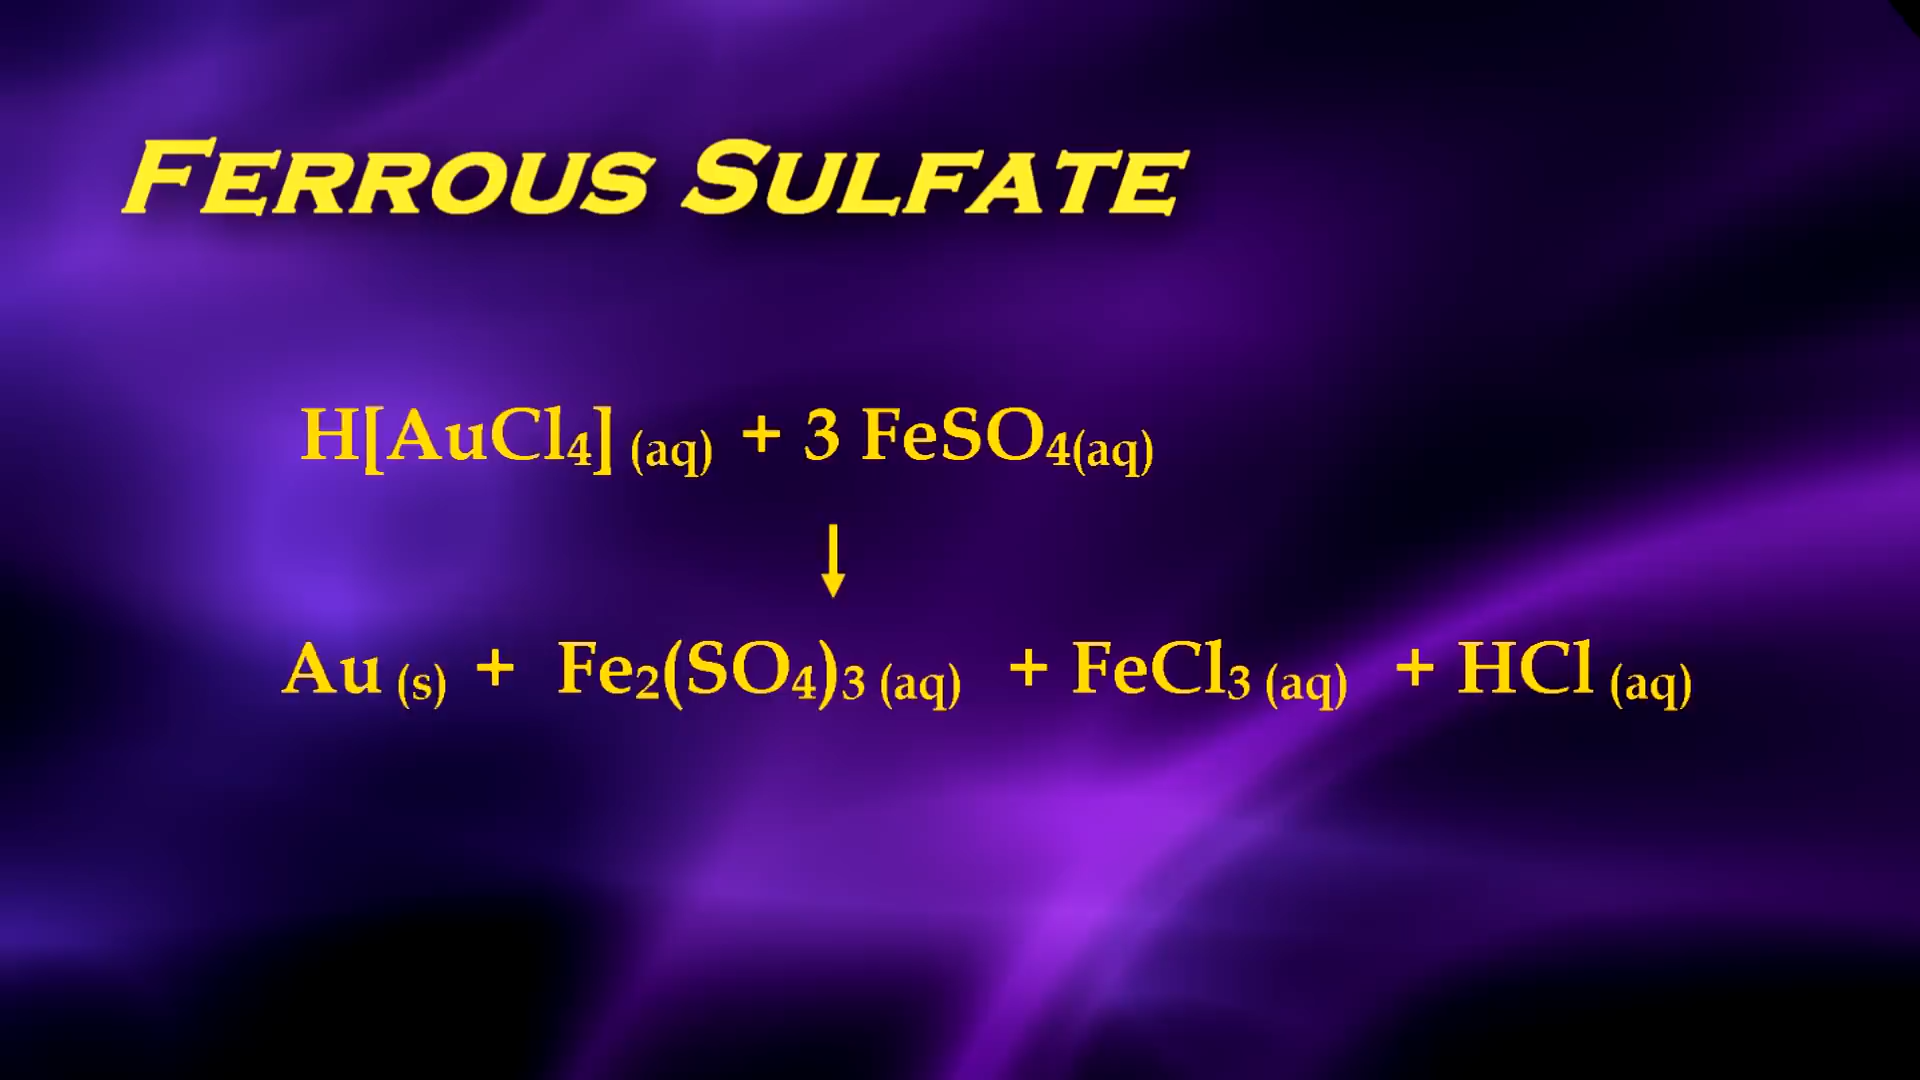 FERROUS SULFATE
H[AuCl₄] (aq) + 3 FeSO₄(aq)
↓
Au (s) + Fe₂(SO₄)₃ (aq) + FeCl₃ (aq) + HCl (aq)